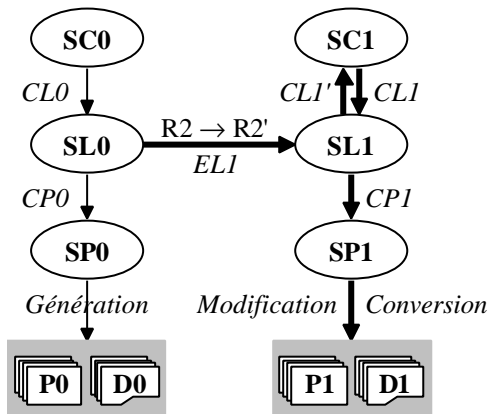 SC0 SC1
CL0 CL1' CL1
R2 → R2'
SL0 SL1
EL1
CP0 CP1
SP0 SP1
Génération Modification Conversion
P0 D0 P1 D1